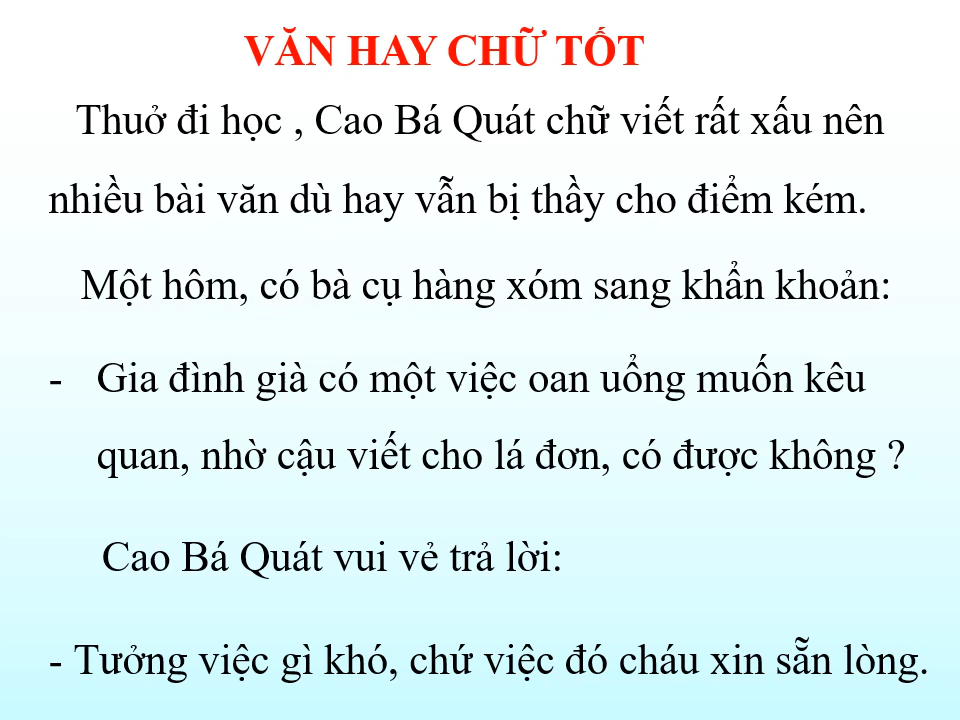 VĂN HAY CHỮ TỐT
Thuở đi học , Cao Bá Quát chữ viết rất xấu nên
nhiều bài văn dù hay vẫn bị thầy cho điểm kém.
Một hôm, có bà cụ hàng xóm sang khẩn khoản:
- Gia đình già có một việc oan uổng muốn kêu
quan, nhờ cậu viết cho lá đơn, có được không ?
Cao Bá Quát vui vẻ trả lời:
- Tưởng việc gì khó, chứ việc đó cháu xin sẵn lòng.